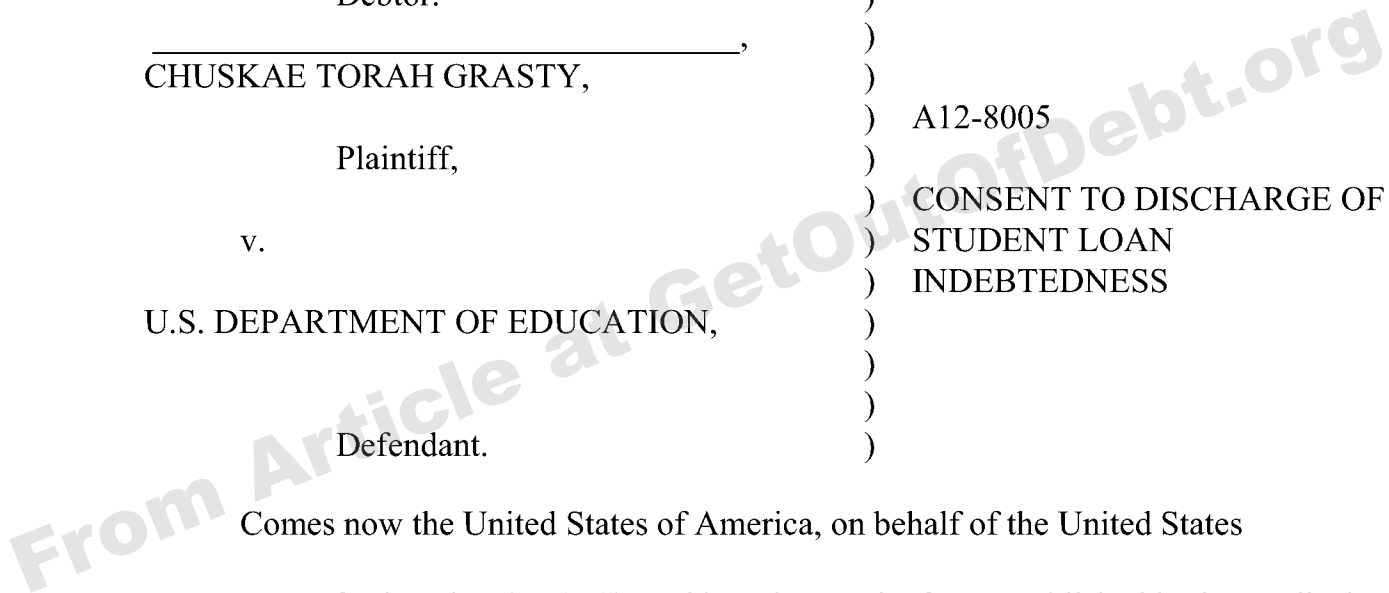 Debtor. )
, )
CHUSKAE TORAH GRASTY, )
) A12-8005
Plaintiff, )
) CONSENT TO DISCHARGE OF
v. ) STUDENT LOAN
) INDEBTEDNESS
U.S. DEPARTMENT OF EDUCATION, )
)
)
Defendant. )
Comes now the United States of America, on behalf of the United States
From Article at GetOutOfDebt.org